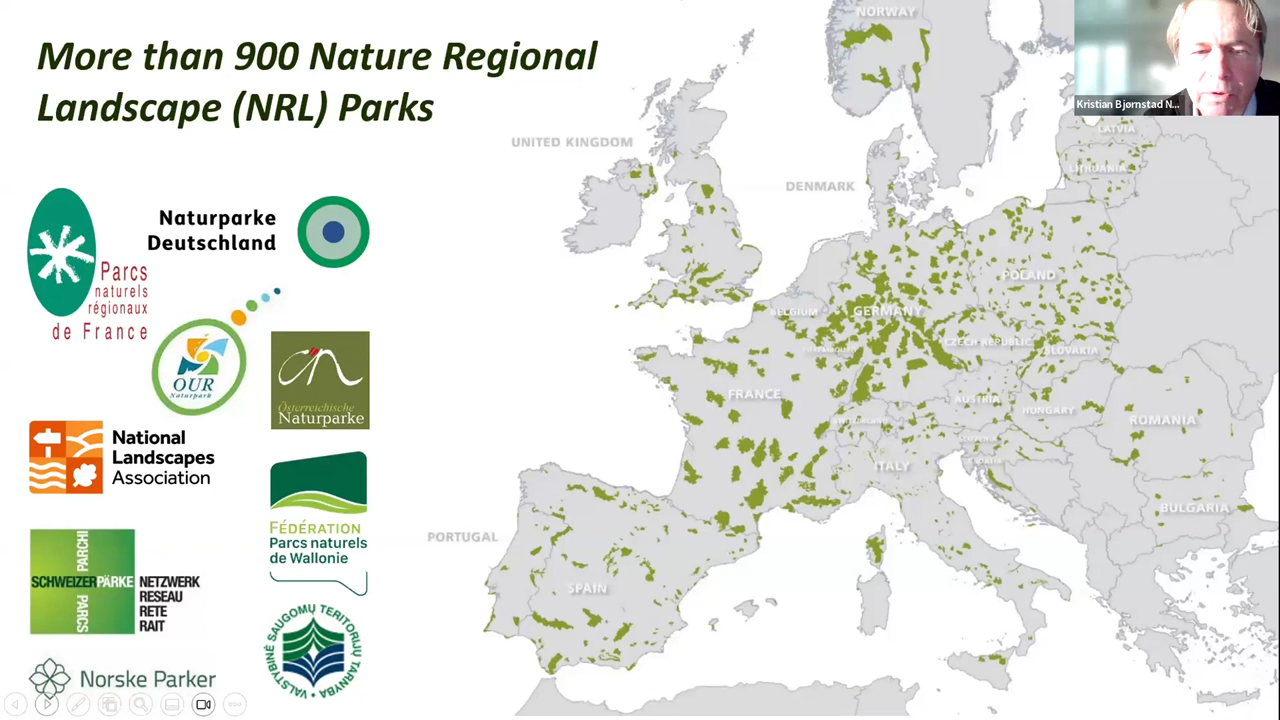 More than 900 Nature Regional
Landscape (NRL) Parks
Kristian Bjørnstad N...
Parcs
naturels
régionaux
de France
Naturparke
Deutschland
OUR
Naturpark
Österreichische
Naturparke
National
Landscapes
Association
FÉDÉRATION
Parcs naturels
de Wallonie
SCHWEIZERPÄRKE
PARCHI
PARCS
NETZWERK
RESEAU
RETE
RAIT
VALSTYBINĖ SAUGOMŲ TERITORIJŲ TARNYBA
Norske Parker
NORWAY
UNITED KINGDOM
DENMARK
LATVIA
LITHUANIA
POLAND
BELGIUM
GERMANY
CZECH REPUBLIC
SLOVAKIA
FRANCE
AUSTRIA
HUNGARY
ROMANIA
ITALY
BULGARIA
PORTUGAL
SPAIN